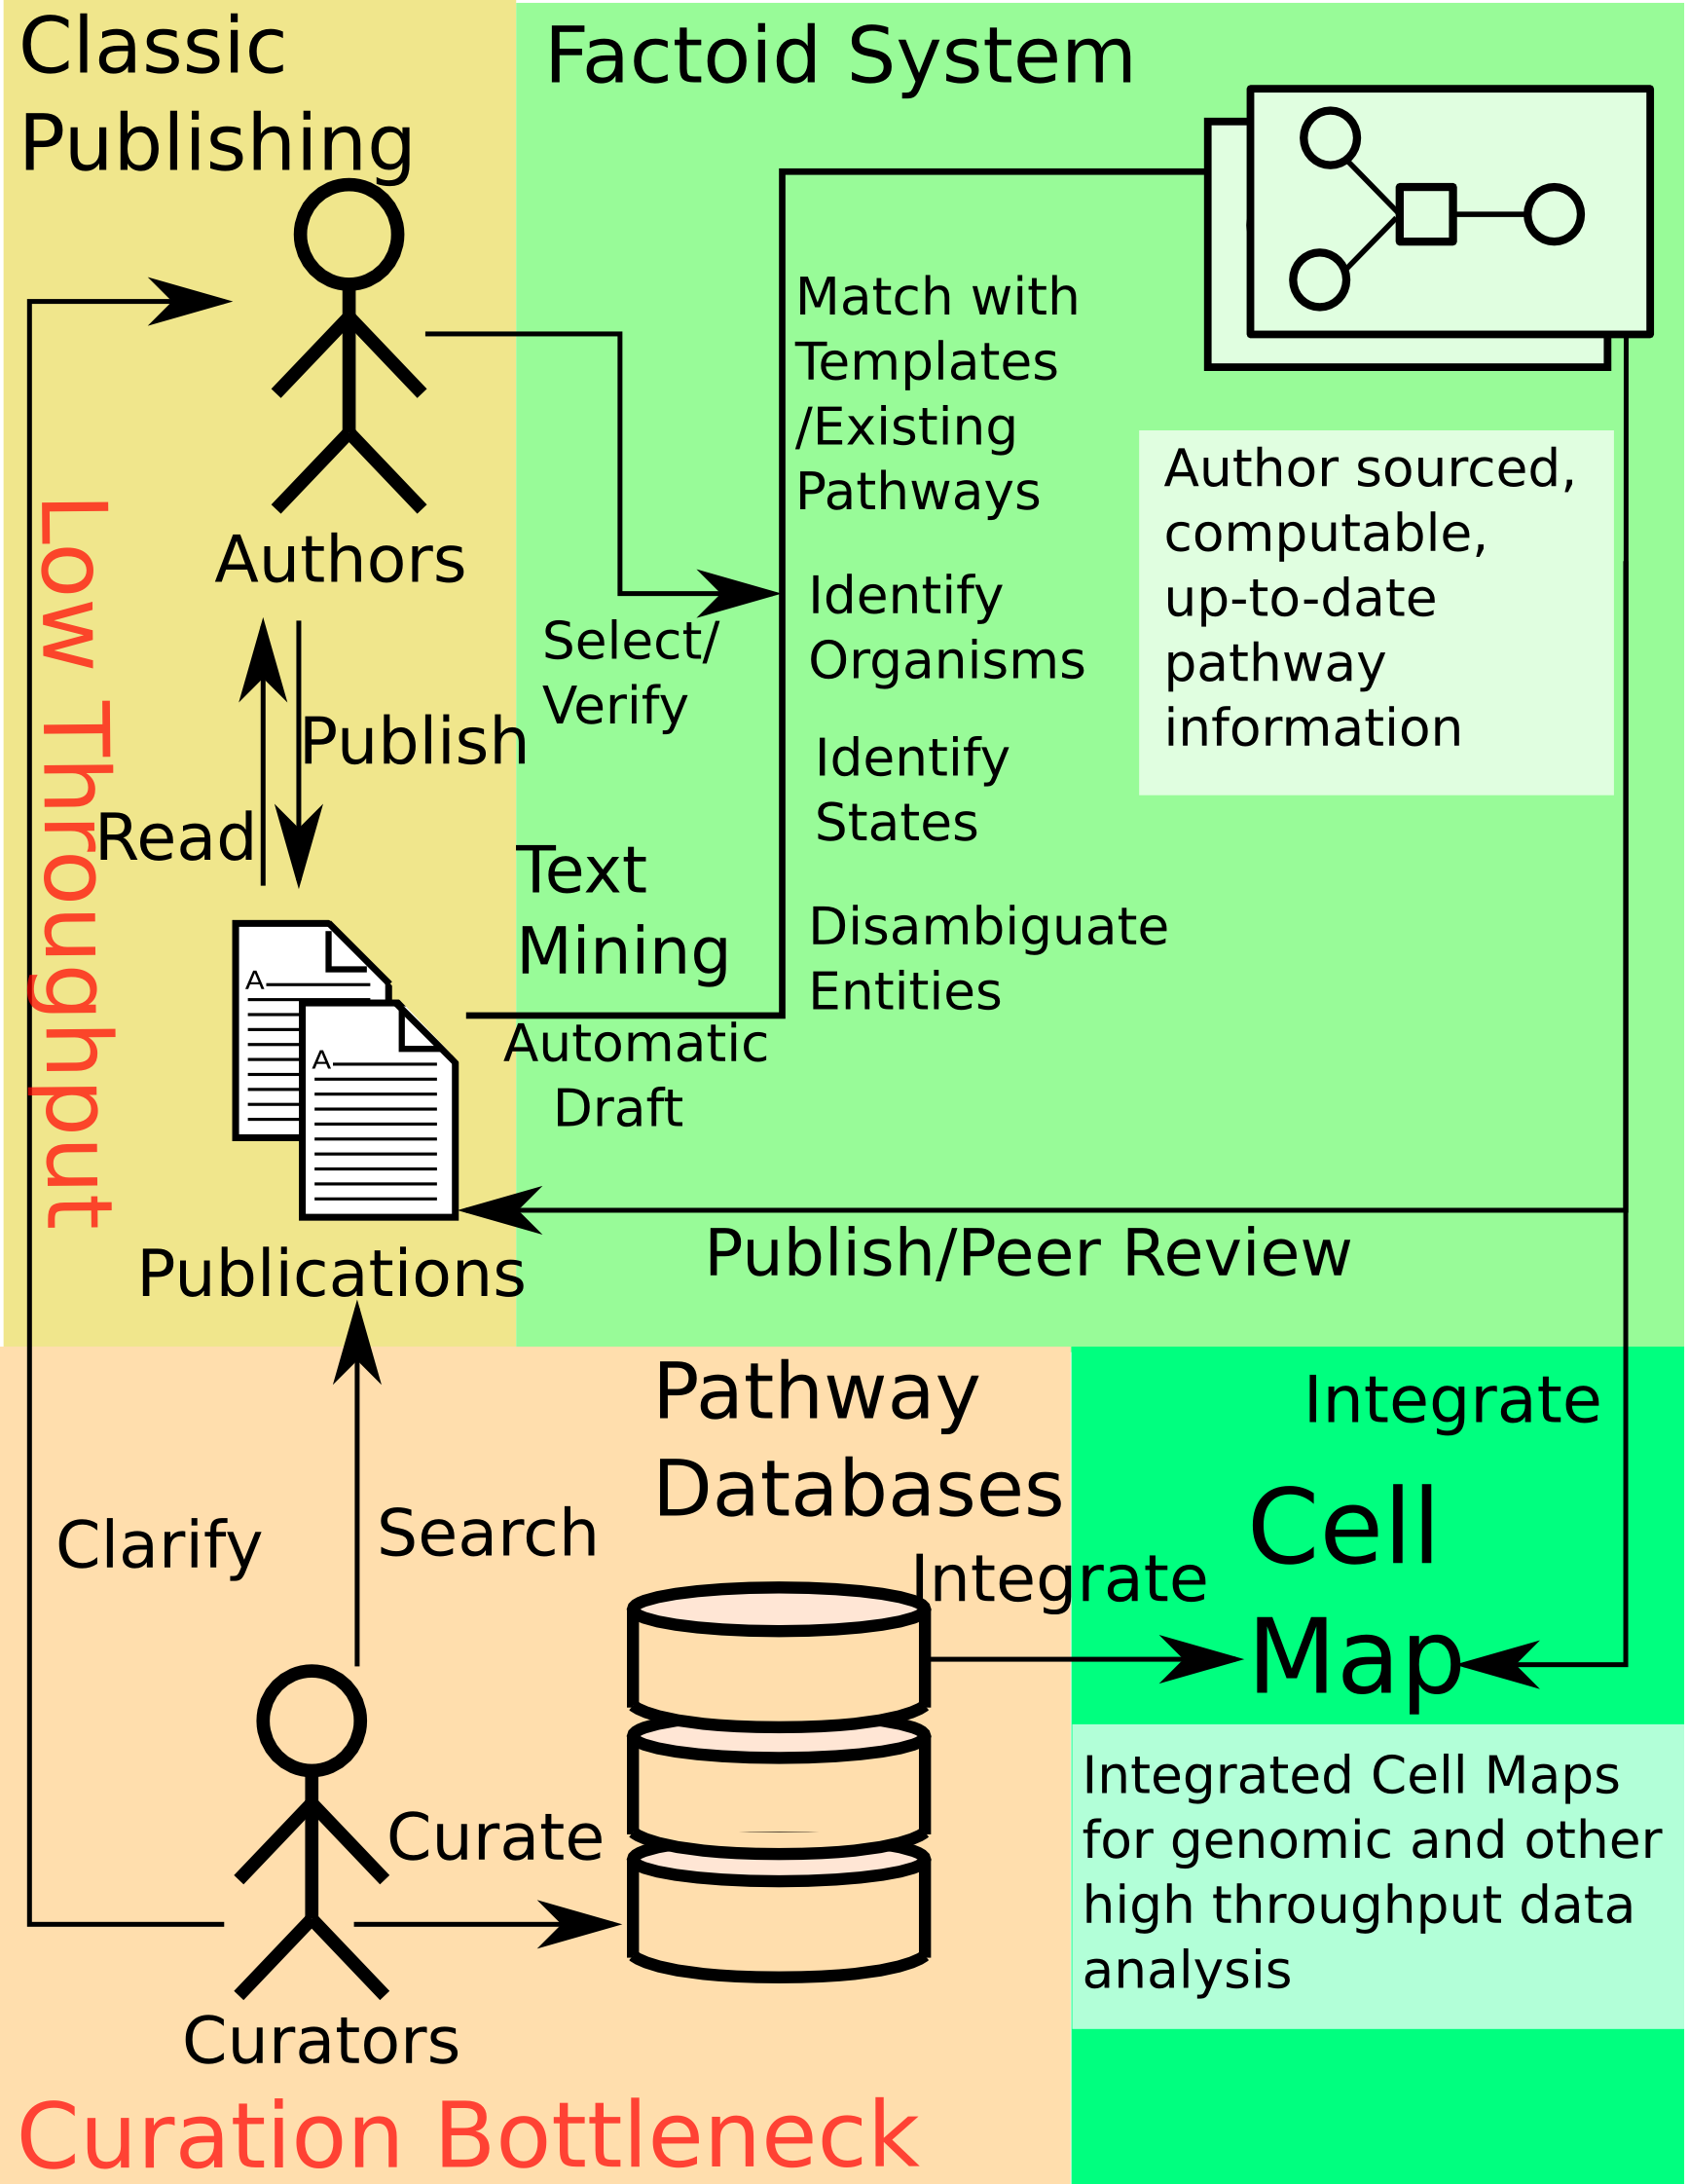 Classic
Publishing
Factoid System
Match with
Templates
/Existing
Pathways
Author sourced,
computable,
up-to-date
pathway
information
Authors
Low Throughput
Identify
Organisms
Select/
Verify
Publish
Read
Identify
States
Text
Mining
Disambiguate
Entities
A
A
Automatic
Draft
Publications
Publish/Peer Review
Pathway
Databases
Integrate
Cell
Map
Clarify
Search
Integrate
Curate
Integrated Cell Maps
for genomic and other
high throughput data
analysis
Curators
Curation Bottleneck